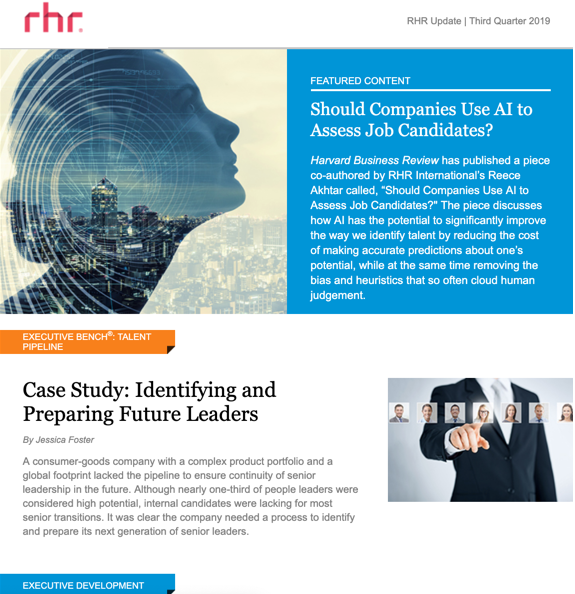 rhr®
RHR Update | Third Quarter 2019
FEATURED CONTENT
Should Companies Use AI to
Assess Job Candidates?
Harvard Business Review has published a piece
co-authored by RHR International's Reece
Akhtar called, "Should Companies Use AI to
Assess Job Candidates?" The piece discusses
how AI has the potential to significantly improve
the way we identify talent by reducing the cost
of making accurate predictions about one's
potential, while at the same time removing the
bias and heuristics that so often cloud human
judgement.
EXECUTIVE BENCH®: TALENT
PIPELINE
Case Study: Identifying and
Preparing Future Leaders
By Jessica Foster
A consumer-goods company with a complex product portfolio and a
global footprint lacked the pipeline to ensure continuity of senior
leadership in the future. Although nearly one-third of people leaders were
considered high potential, internal candidates were lacking for most
senior transitions. It was clear the company needed a process to identify
and prepare its next generation of senior leaders.
EXECUTIVE DEVELOPMENT